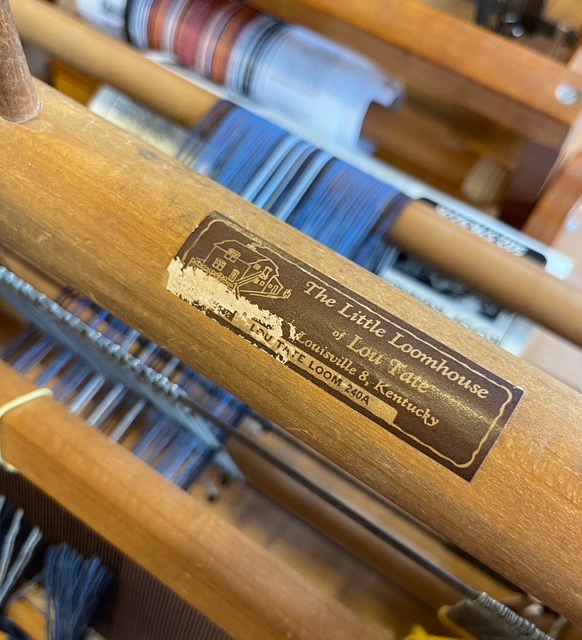 The Little Loomhouse
of Lou Tate
Louisville 8, Kentucky
LOU TATE LOOM 240A